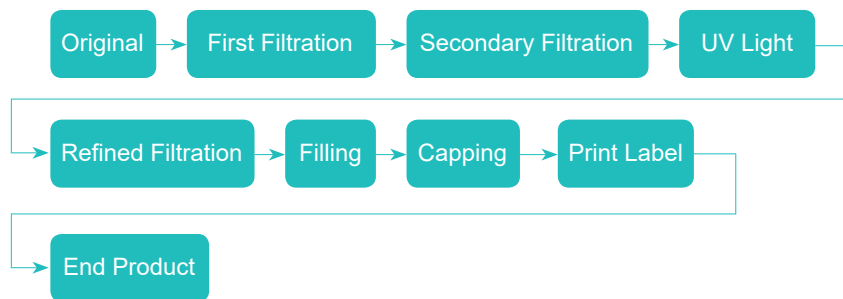 Original
First Filtration
Secondary Filtration
UV Light
Refined Filtration
Filling
Capping
Print Label
End Product